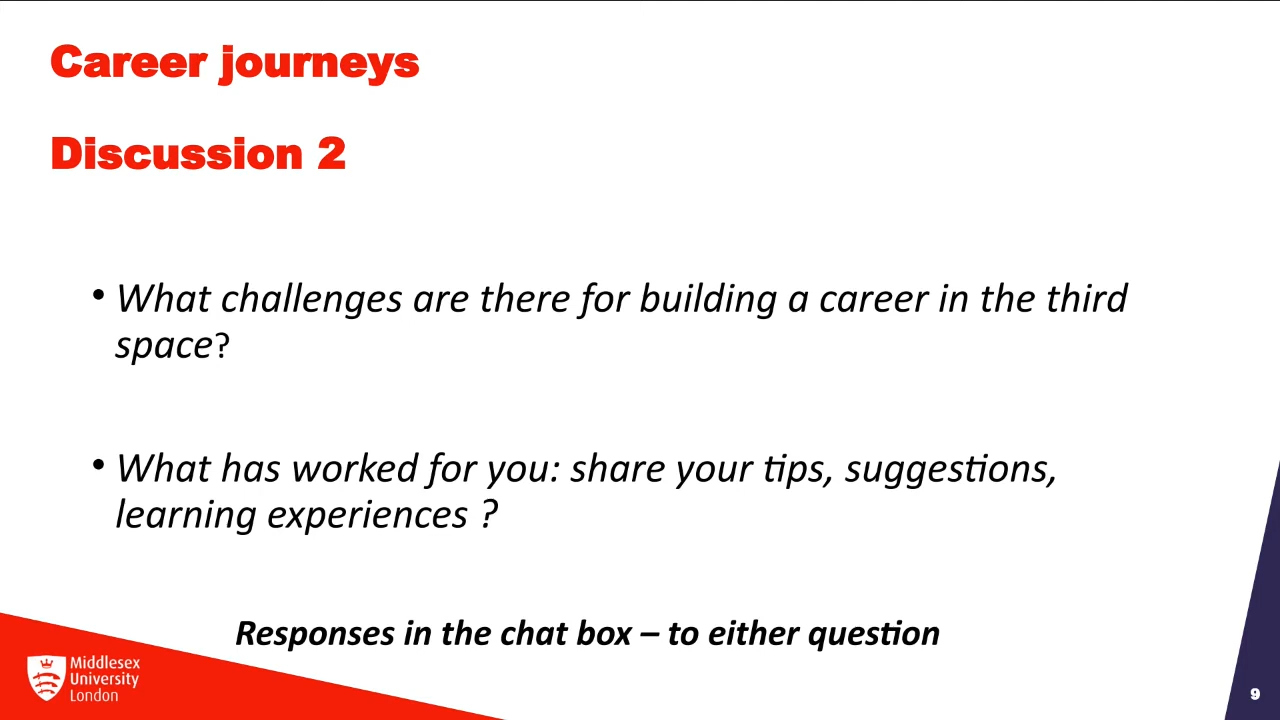 Career journeys
Discussion 2
• What challenges are there for building a career in the third
space?
• What has worked for you: share your tips, suggestions,
learning experiences ?
Responses in the chat box – to either question
Middlesex
University
London
9